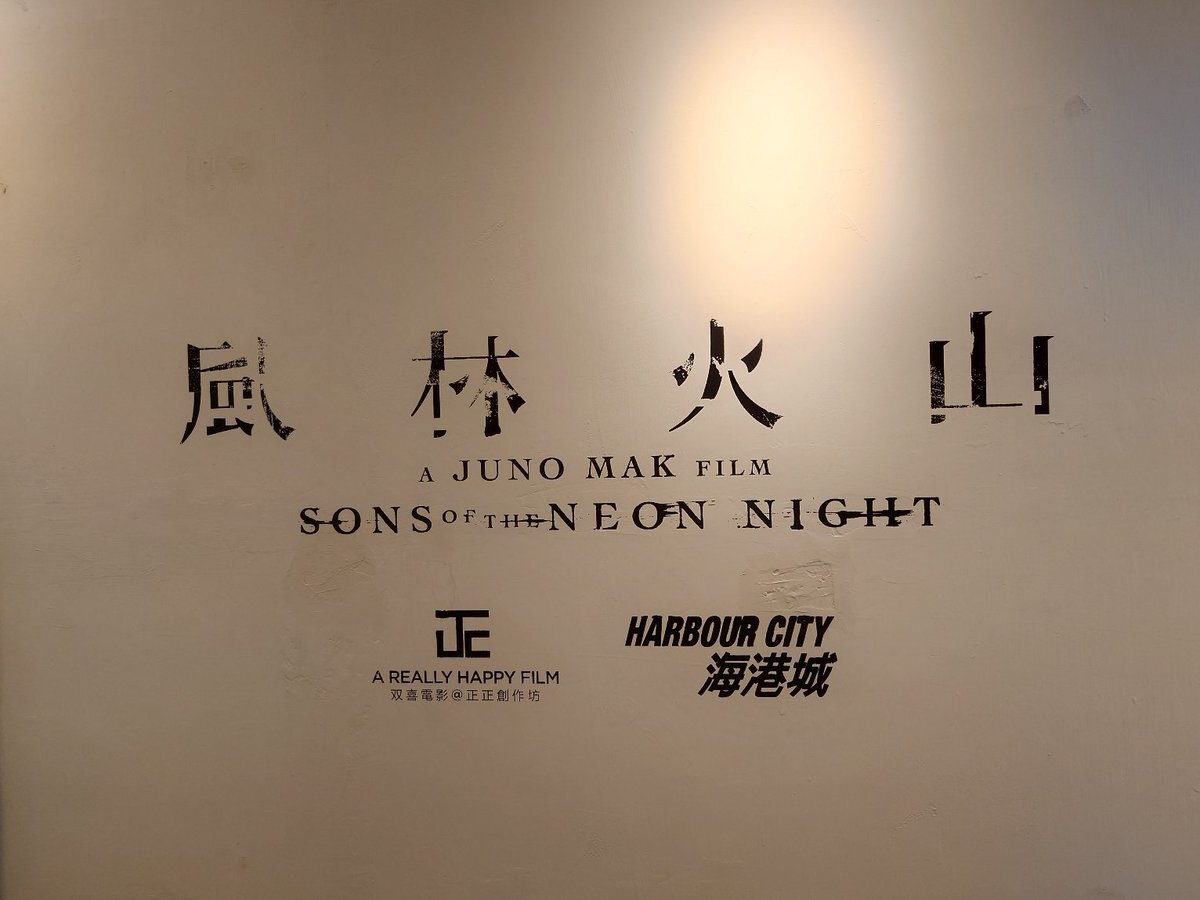 風林火山
A JUNO MAK FILM
SONS OF THE NEON NIGHT
A REALLY HAPPY FILM
双喜電影@正正創作坊
HARBOUR CITY
海港城